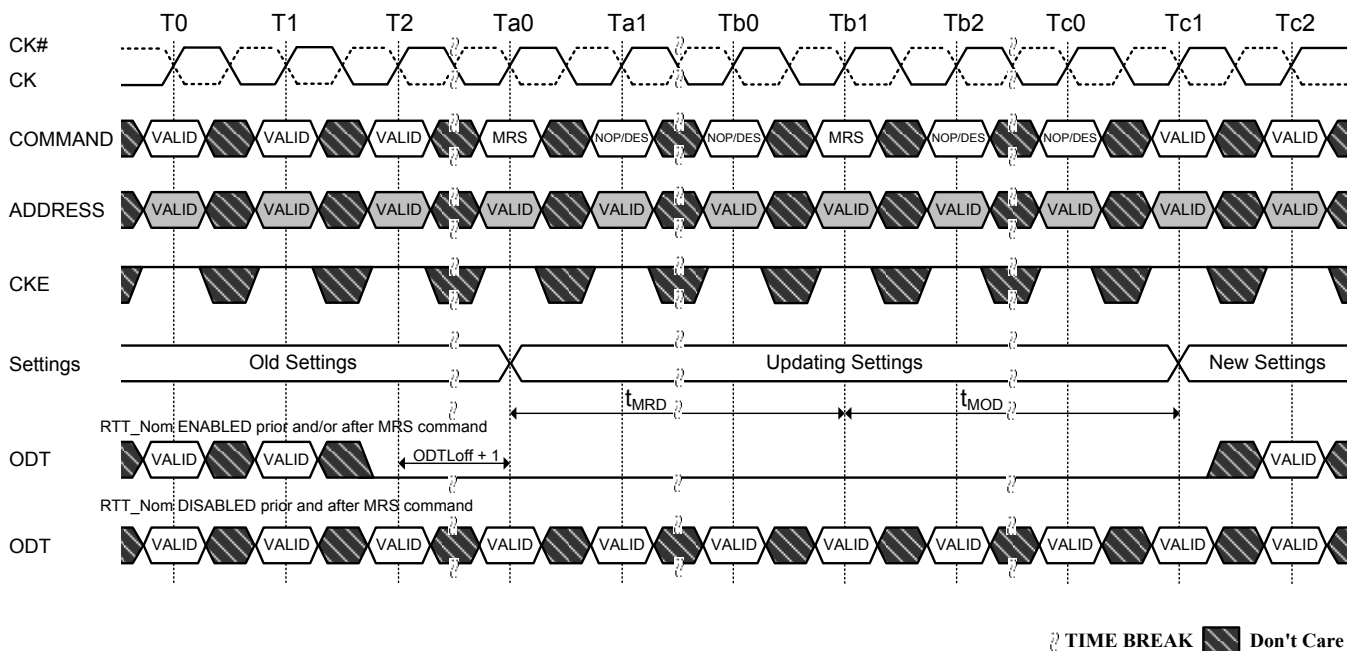 T0 T1 T2 Ta0 Ta1 Tb0 Tb1 Tb2 Tc0 Tc1 Tc2
CK#
CK
COMMAND VALID VALID VALID MRS NOP/DES NOP/DES MRS NOP/DES NOP/DES VALID VALID
ADDRESS VALID VALID VALID VALID VALID VALID VALID VALID VALID VALID VALID
CKE
Settings Old Settings Updating Settings New Settings
tMRD tMOD
RTT_Nom ENABLED prior and/or after MRS command
ODT VALID VALID ODTLoff + 1 VALID
RTT_Nom DISABLED prior and after MRS command
ODT VALID VALID VALID VALID VALID VALID VALID VALID VALID VALID VALID
TIME BREAK Don't Care